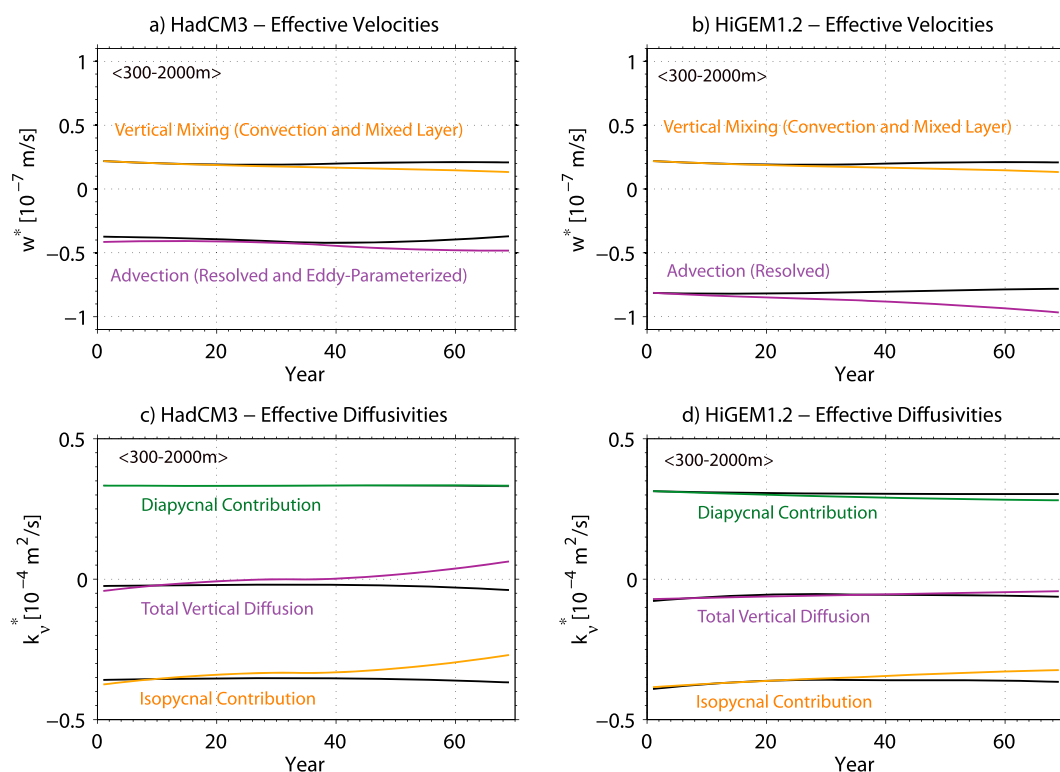 a) HadCM3 – Effective Velocities
<300-2000m>
Vertical Mixing (Convection and Mixed Layer)
Advection (Resolved and Eddy-Parameterized)
w* [10⁻⁷ m/s]
1
0.5
0
−0.5
−1
0 20 40 60
Year
b) HiGEM1.2 – Effective Velocities
<300-2000m>
Vertical Mixing (Convection and Mixed Layer)
Advection (Resolved)
w* [10⁻⁷ m/s]
1
0.5
0
−0.5
−1
0 20 40 60
Year
c) HadCM3 – Effective Diffusivities
<300-2000m>
Diapycnal Contribution
Total Vertical Diffusion
Isopycnal Contribution
k_ν* [10⁻⁴ m²/s]
0.5
0
−0.5
0 20 40 60
Year
d) HiGEM1.2 – Effective Diffusivities
<300-2000m>
Diapycnal Contribution
Total Vertical Diffusion
Isopycnal Contribution
k_ν* [10⁻⁴ m²/s]
0.5
0
−0.5
0 20 40 60
Year